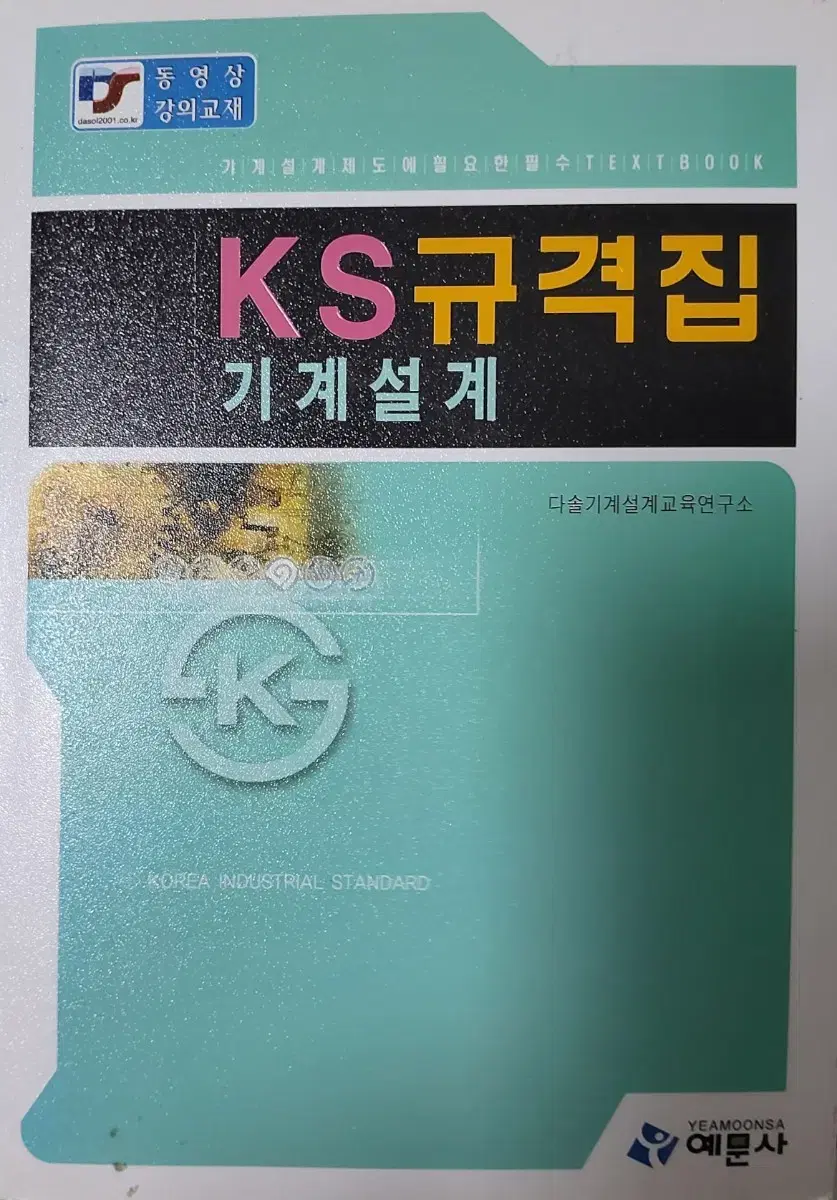 동영상
강의교재
dasol2001.co.kr
기계설계제도에필요한필수TEXTBOOK
KS규격집
기계설계
다솔기계설계교육연구소
KOREA INDUSTRIAL STANDARD
YEAMOONSA
예문사